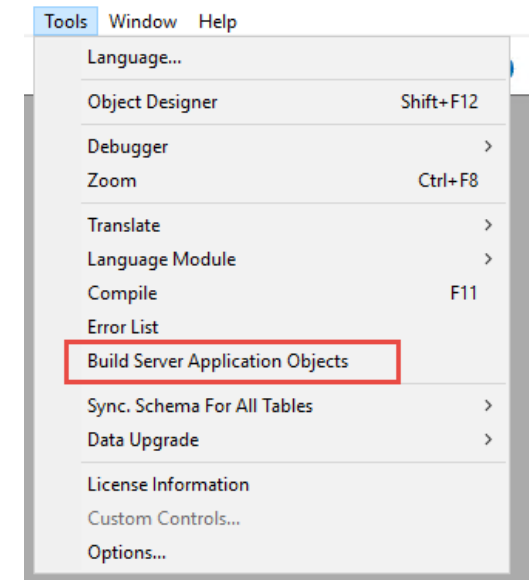 Tools Window Help
Language...
Object Designer Shift+F12
Debugger
Zoom Ctrl+F8
Translate
Language Module
Compile F11
Error List
Build Server Application Objects
Sync. Schema For All Tables
Data Upgrade
License Information
Custom Controls...
Options...